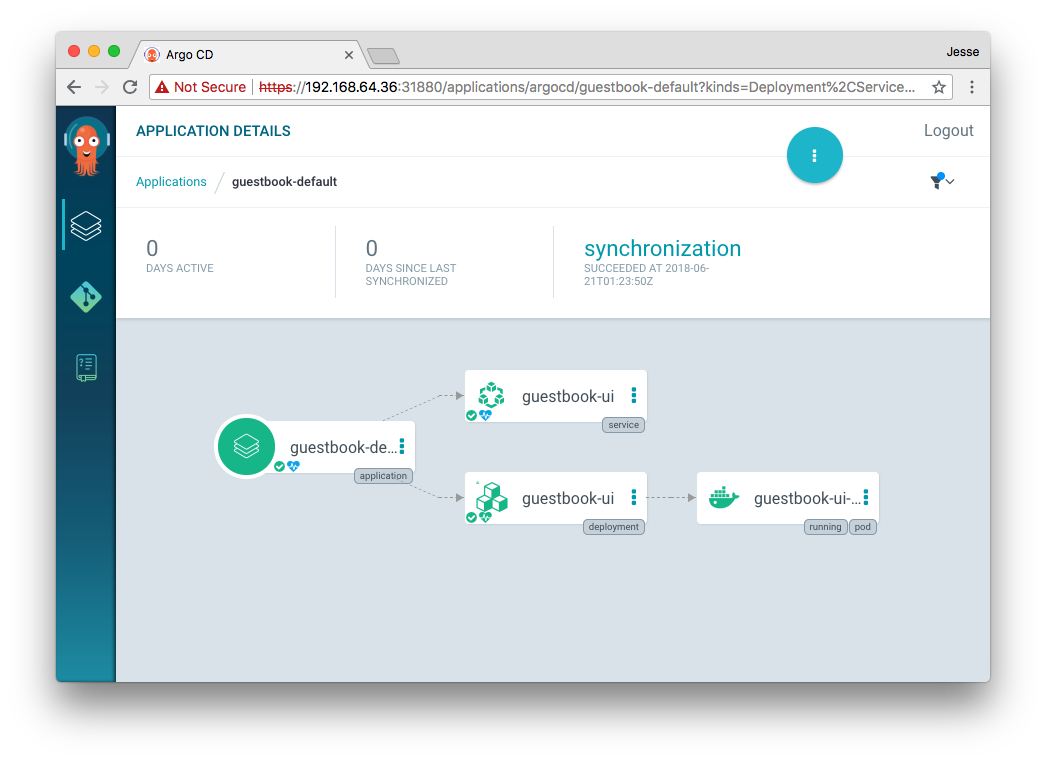 Argo CD
Jesse
Not Secure
https://192.168.64.36:31880/applications/argocd/guestbook-default?kinds=Deployment%2CService...
APPLICATION DETAILS
Logout
Applications / guestbook-default
0
DAYS ACTIVE
0
DAYS SINCE LAST
SYNCHRONIZED
synchronization
SUCCEEDED AT 2018-06-
21T01:23:50Z
guestbook-ui
service
guestbook-de...
application
guestbook-ui
deployment
guestbook-ui-...
running
pod